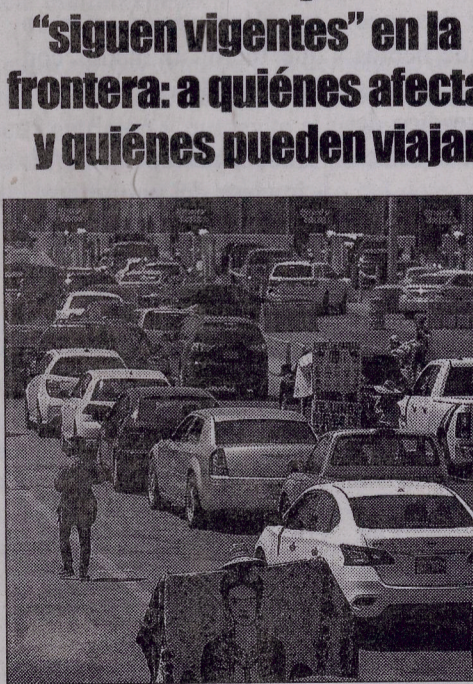 “siguen vigentes” en la
frontera: a quiénes afecta
y quiénes pueden viajar